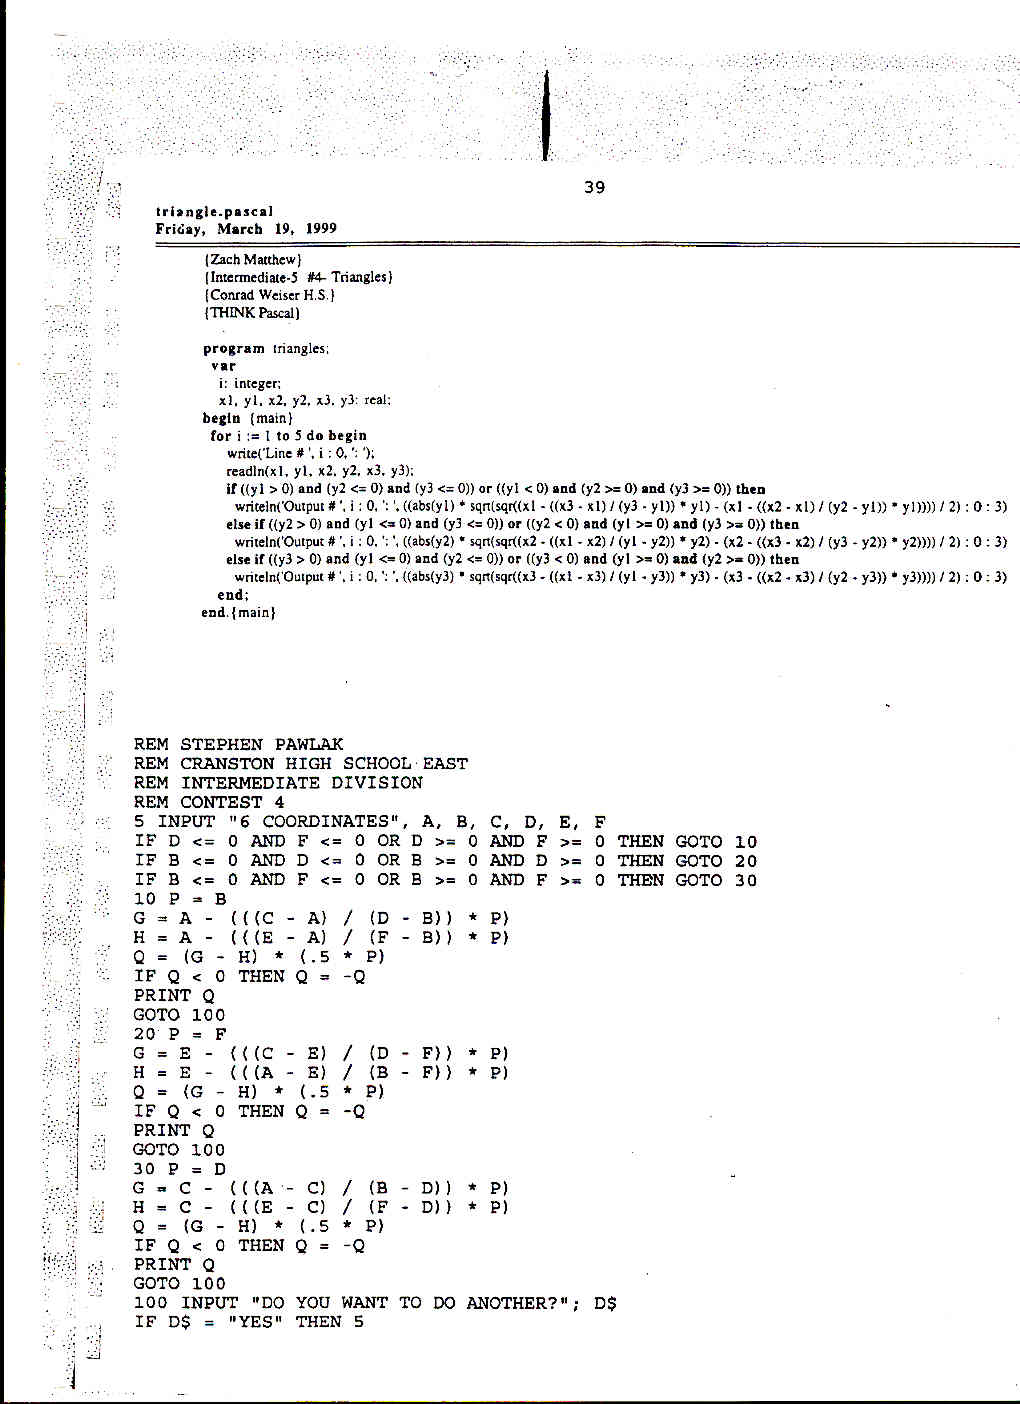 39
triangle.pascal
Friday, March 19, 1999
{Zach Matthew}
{Intermediate-5 #4- Triangles}
{Conrad Weiser H.S.}
{THINK Pascal}
program triangles;
var
i: integer;
x1, y1, x2, y2, x3, y3: real;
begin {main}
for i := 1 to 5 do begin
write('Line # ', i : 0, ': ');
readln(x1, y1, x2, y2, x3, y3);
if ((y1 > 0) and (y2 <= 0) and (y3 <= 0)) or ((y1 < 0) and (y2 >= 0) and (y3 >= 0)) then
writeln('Output # ', i : 0, ': ', ((abs(y1) * sqrt(sqr((x1 - ((x3 - x1) / (y3 - y1)) * y1) - (x1 - ((x2 - x1) / (y2 - y1)) * y1)))) / 2) : 0 : 3)
else if ((y2 > 0) and (y1 <= 0) and (y3 <= 0)) or ((y2 < 0) and (y1 >= 0) and (y3 >= 0)) then
writeln('Output # ', i : 0, ': ', ((abs(y2) * sqrt(sqr((x2 - ((x1 - x2) / (y1 - y2)) * y2) - (x2 - ((x3 - x2) / (y3 - y2)) * y2)))) / 2) : 0 : 3)
else if ((y3 > 0) and (y1 <= 0) and (y2 <= 0)) or ((y3 < 0) and (y1 >= 0) and (y2 >= 0)) then
writeln('Output # ', i : 0, ': ', ((abs(y3) * sqrt(sqr((x3 - ((x1 - x3) / (y1 - y3)) * y3) - (x3 - ((x2 - x3) / (y2 - y3)) * y3)))) / 2) : 0 : 3)
end;
end.{main}
REM STEPHEN PAWLAK
REM CRANSTON HIGH SCHOOL EAST
REM INTERMEDIATE DIVISION
REM CONTEST 4
5 INPUT "6 COORDINATES", A, B, C, D, E, F
IF D <= 0 AND F <= 0 OR D >= 0 AND F >= 0 THEN GOTO 10
IF B <= 0 AND D <= 0 OR B >= 0 AND D >= 0 THEN GOTO 20
IF B <= 0 AND F <= 0 OR B >= 0 AND F >= 0 THEN GOTO 30
10 P = B
G = A - (((C - A) / (D - B)) * P)
H = A - (((E - A) / (F - B)) * P)
Q = (G - H) * (.5 * P)
IF Q < 0 THEN Q = -Q
PRINT Q
GOTO 100
20 P = F
G = E - (((C - E) / (D - F)) * P)
H = E - (((A - E) / (B - F)) * P)
Q = (G - H) * (.5 * P)
IF Q < 0 THEN Q = -Q
PRINT Q
GOTO 100
30 P = D
G = C - (((A - C) / (B - D)) * P)
H = C - (((E - C) / (F - D)) * P)
Q = (G - H) * (.5 * P)
IF Q < 0 THEN Q = -Q
PRINT Q
GOTO 100
100 INPUT "DO YOU WANT TO DO ANOTHER?"; D$
IF D$ = "YES" THEN 5